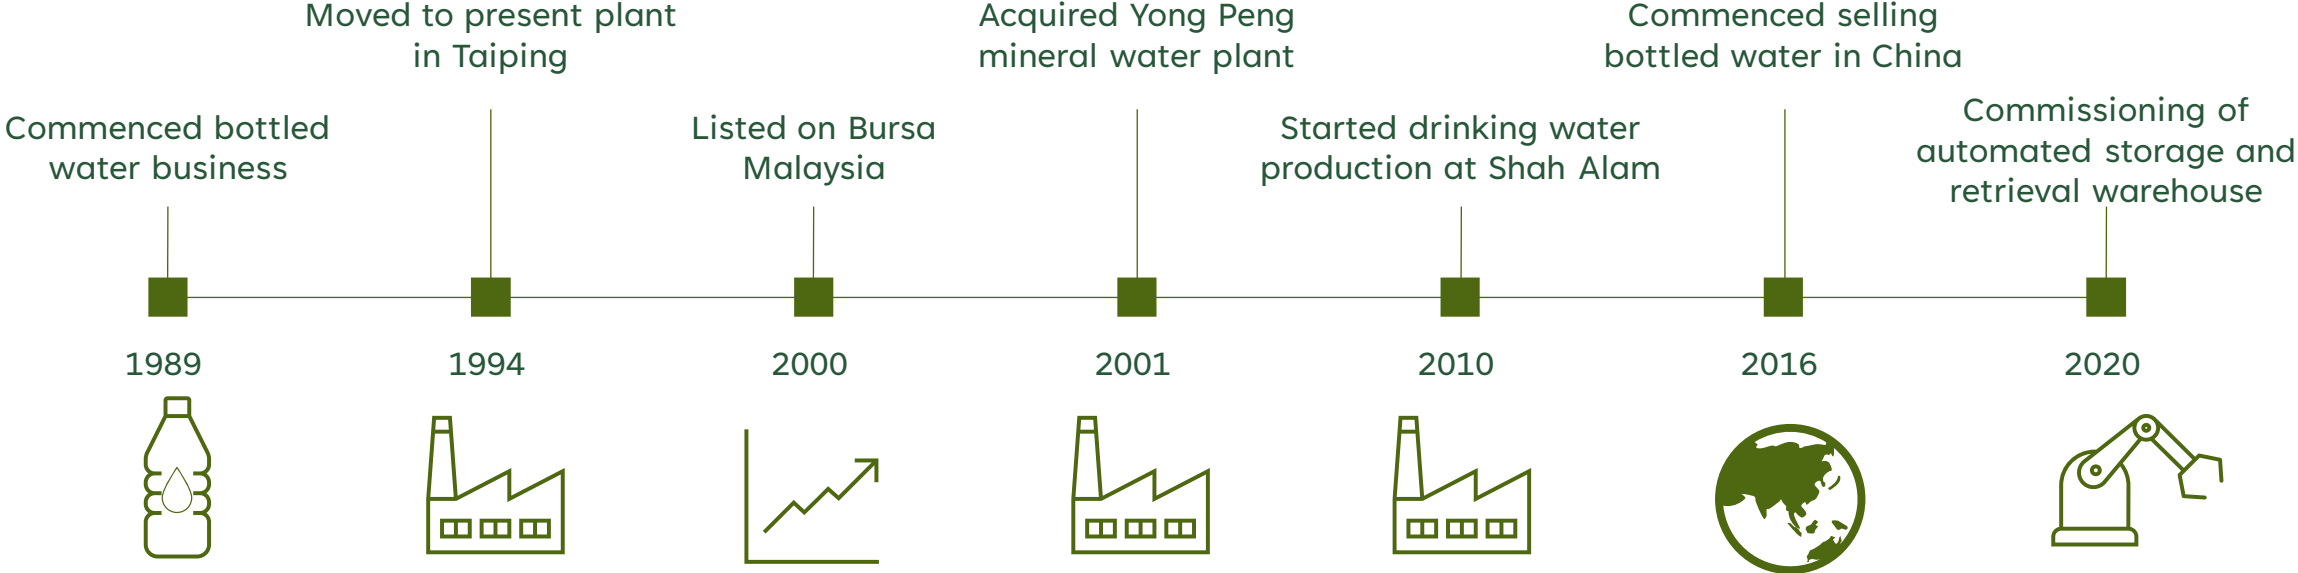 Commenced bottled
water business
1989
Moved to present plant
in Taiping
1994
Listed on Bursa
Malaysia
2000
Acquired Yong Peng
mineral water plant
2001
Started drinking water
production at Shah Alam
2010
Commenced selling
bottled water in China
2016
Commissioning of
automated storage and
retrieval warehouse
2020